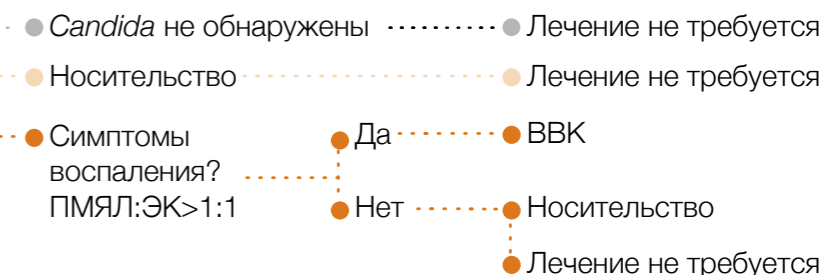 Candida не обнаружены
Лечение не требуется
Носительство
Лечение не требуется
Симптомы
воспаления?
ПМЯЛ:ЭК>1:1
Да
ВВК
Нет
Носительство
Лечение не требуется